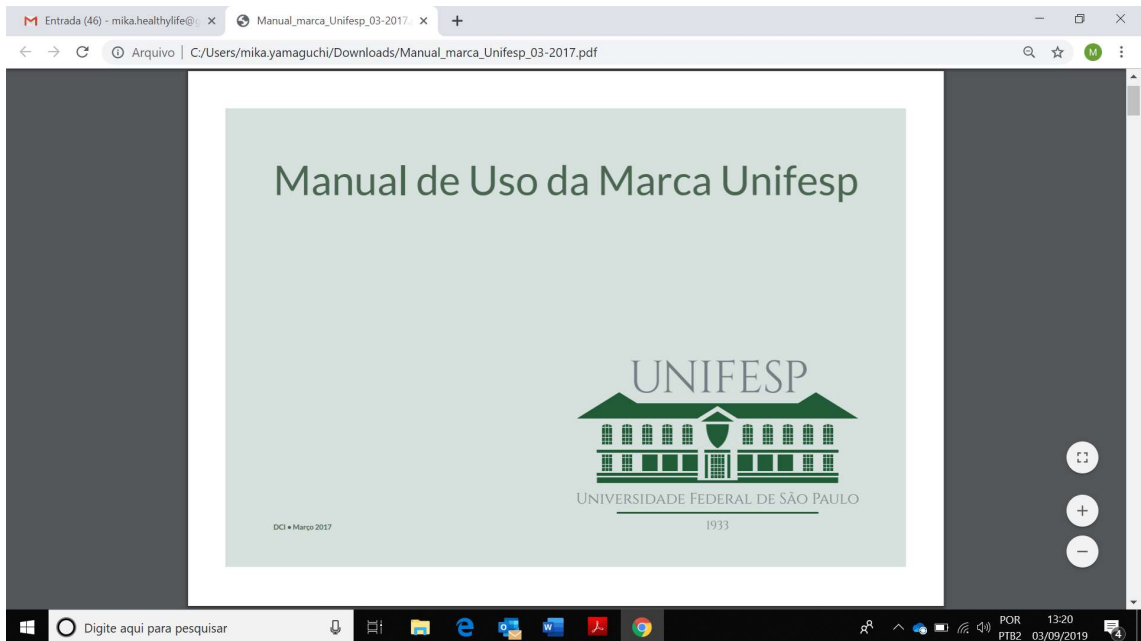 Entrada (46) - mika.healthylife@g
Manual_marca_Unifesp_03-2017.
Arquivo | C:/Users/mika.yamaguchi/Downloads/Manual_marca_Unifesp_03-2017.pdf
M
Manual de Uso da Marca Unifesp
UNIFESP
UNIVERSIDADE FEDERAL DE SÃO PAULO
1933
DCI • Março 2017
Digite aqui para pesquisar
POR
PTB2
13:20
03/09/2019
4